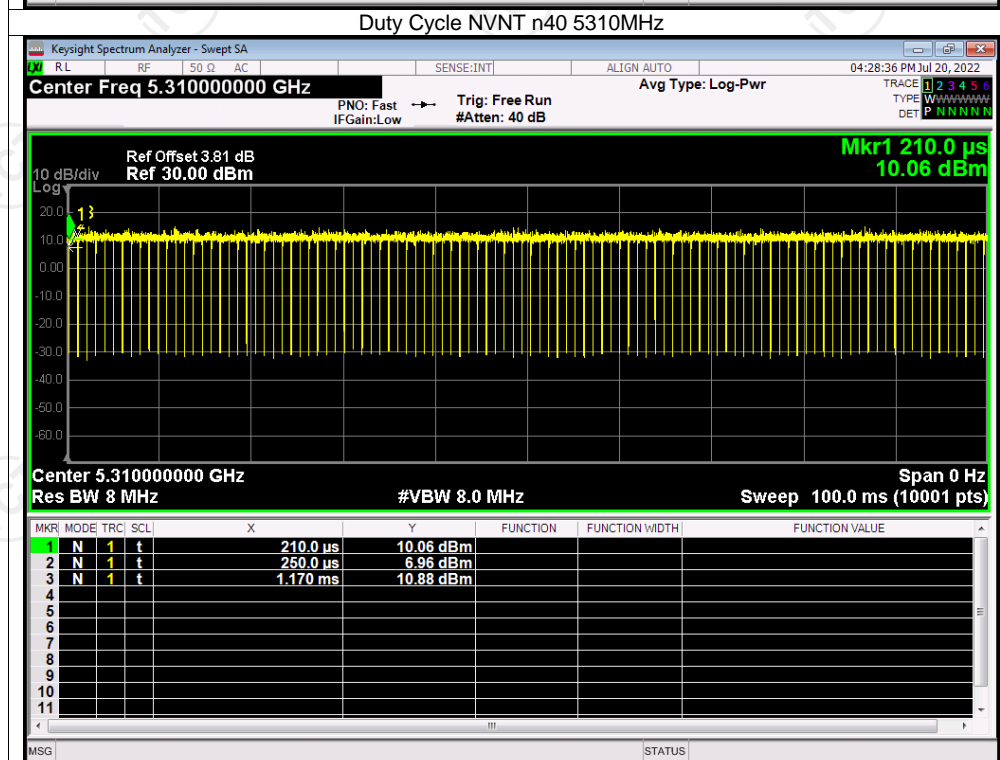 Duty Cycle NVNT n40 5310MHz
Keysight Spectrum Analyzer - Swept SA
LXI RL RF 50 Ω AC SENSE:INT ALIGN AUTO 04:28:36 PM Jul 20, 2022
Center Freq 5.310000000 GHz Avg Type: Log-Pwr TRACE 1 2 3 4 5 6
PNO: Fast Trig: Free Run TYPE WWWWWW
IFGain:Low #Atten: 40 dB DET P N N N N N
Mkr1 210.0 µs
Ref Offset 3.81 dB
10 dB/div Ref 30.00 dBm 10.06 dBm
Log
20.0
1
10.0
0.00
-10.0
-20.0
-30.0
-40.0
-50.0
-60.0
Center 5.310000000 GHz Span 0 Hz
Res BW 8 MHz #VBW 8.0 MHz Sweep 100.0 ms (10001 pts)
MKR MODE TRC SCL X Y FUNCTION FUNCTION WIDTH FUNCTION VALUE
1 N 1 t 210.0 µs 10.06 dBm
2 N 1 t 250.0 µs 6.96 dBm
3 N 1 t 1.170 ms 10.88 dBm
4
5
6
7
8
9
10
11
MSG STATUS